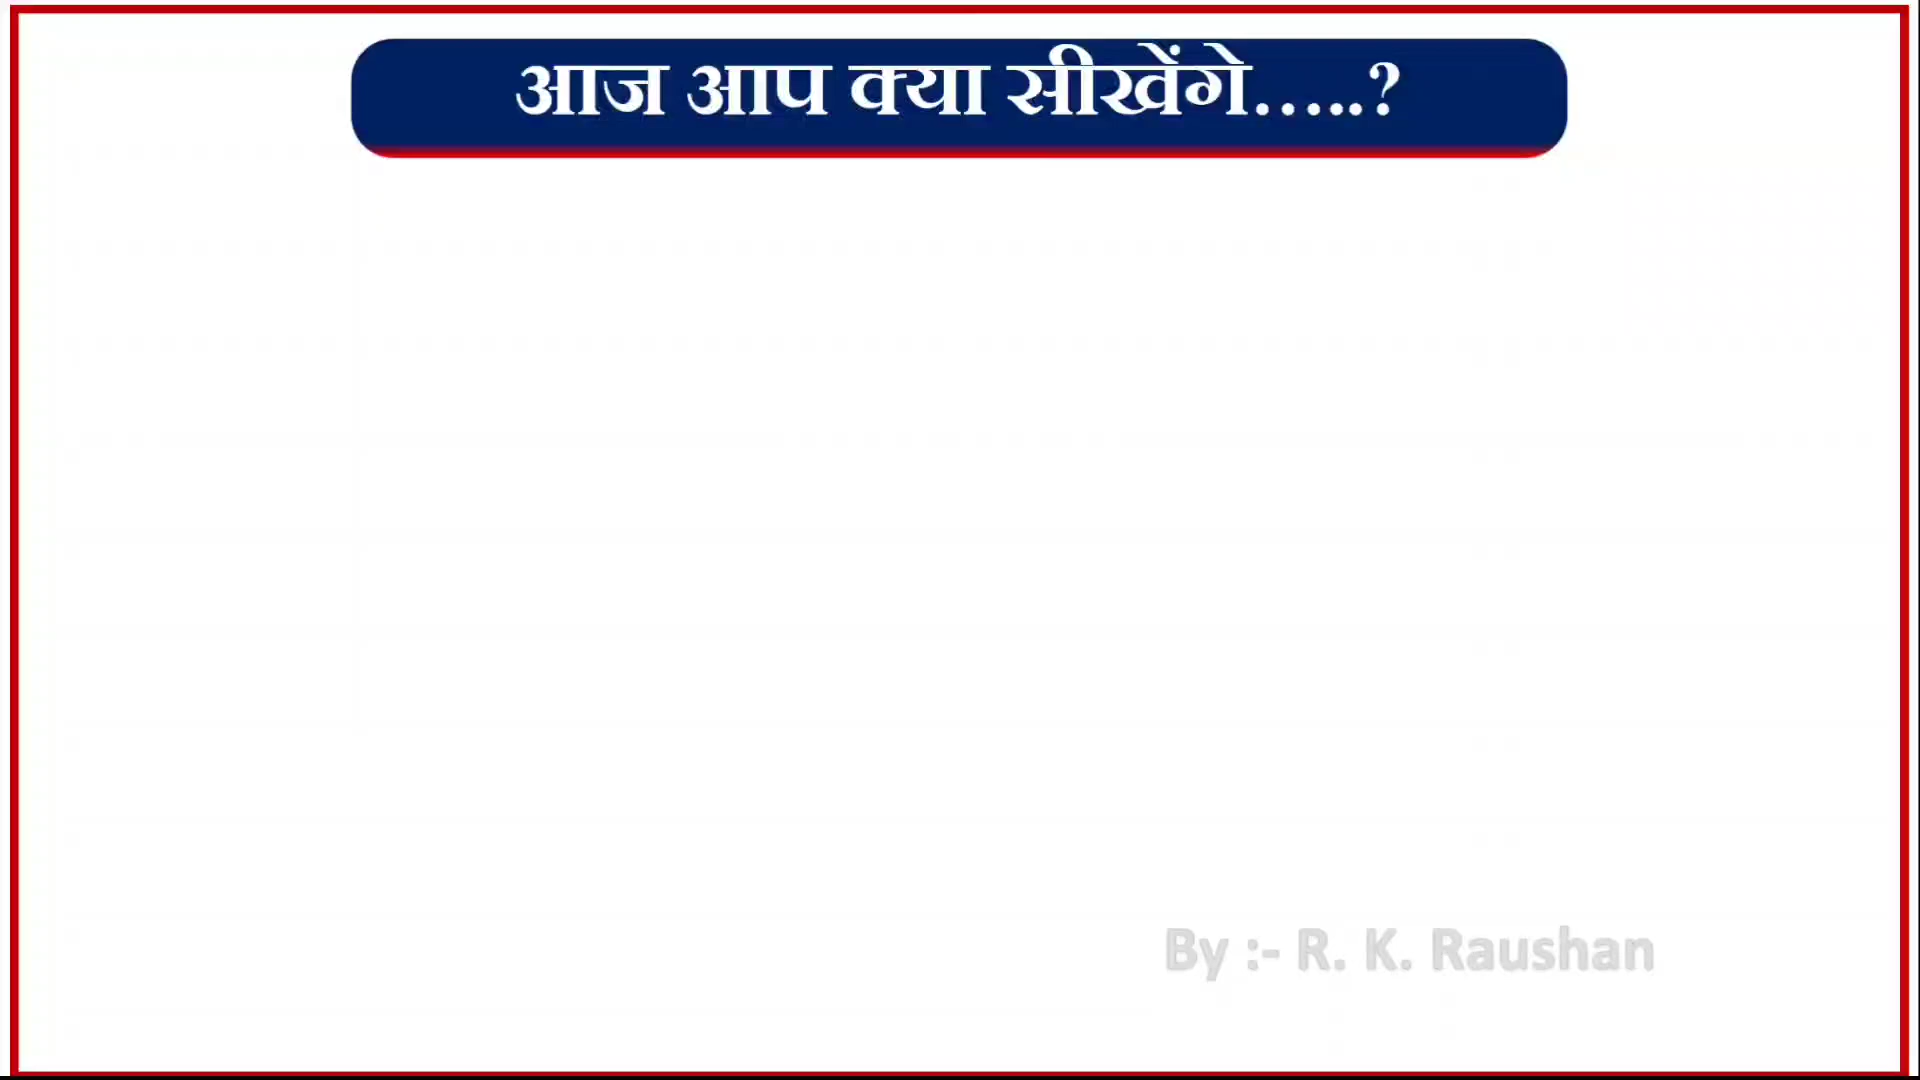 आज आप क्या सीखेंगे.....?
By :- R. K. Raushan